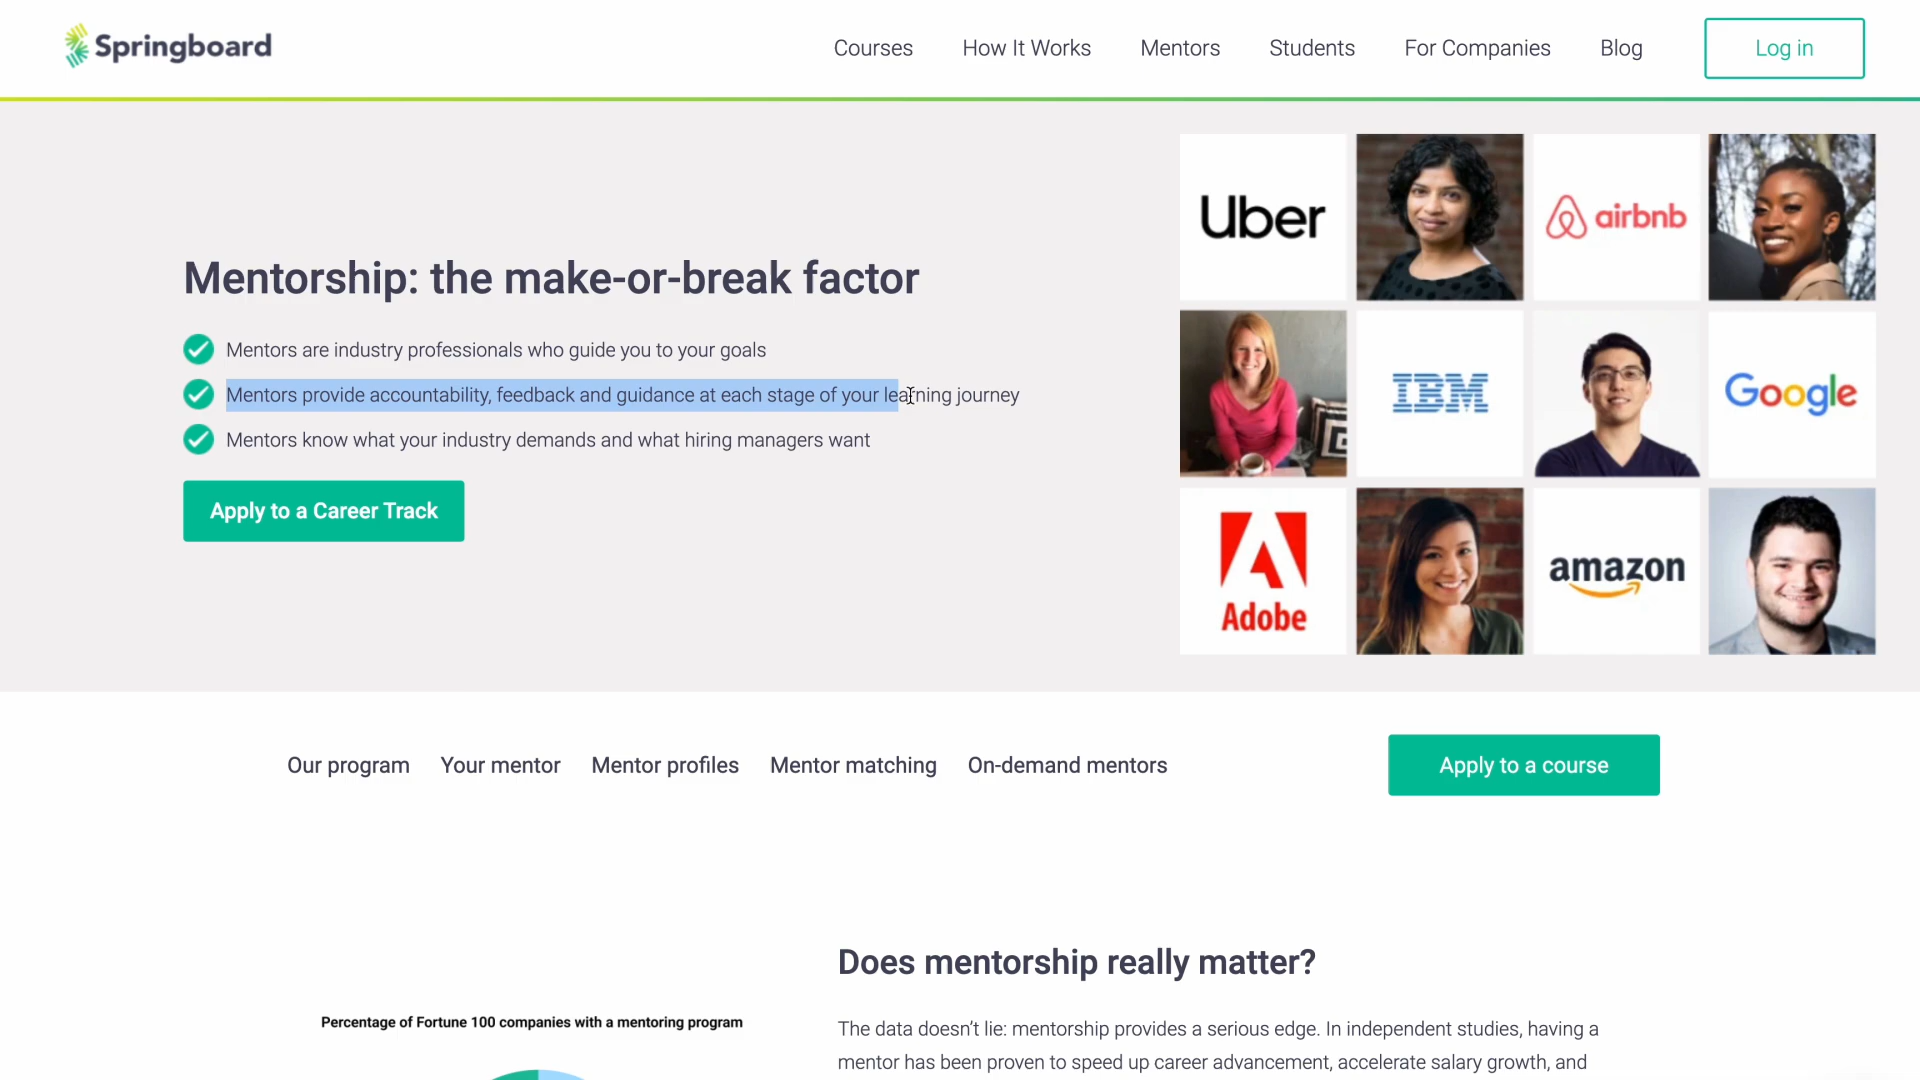 Springboard
Courses
How It Works
Mentors
Students
For Companies
Blog
Log in
Mentorship: the make-or-break factor
Mentors are industry professionals who guide you to your goals
Mentors provide accountability, feedback and guidance at each stage of your learning journey
Mentors know what your industry demands and what hiring managers want
Apply to a Career Track
Uber
airbnb
IBM
Google
Adobe
amazon
Our program
Your mentor
Mentor profiles
Mentor matching
On-demand mentors
Apply to a course
Percentage of Fortune 100 companies with a mentoring program
Does mentorship really matter?
The data doesn’t lie: mentorship provides a serious edge. In independent studies, having a
mentor has been proven to speed up career advancement, accelerate salary growth, and